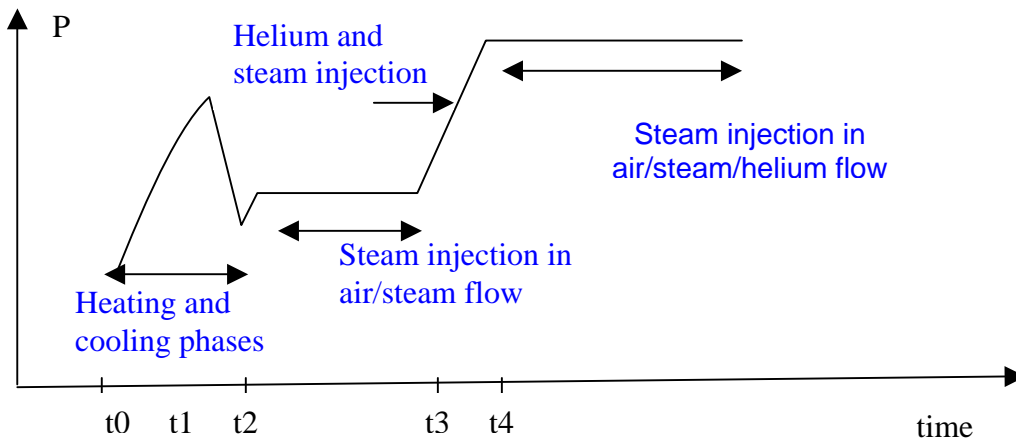 P
Helium and
steam injection
Steam injection in
air/steam/helium flow
Steam injection in
air/steam flow
Heating and
cooling phases
t0 t1 t2 t3 t4 time